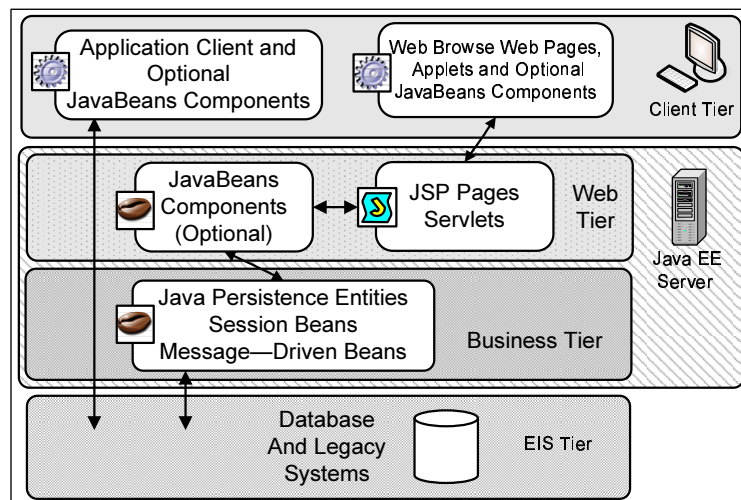 Application Client and
Optional
JavaBeans Components
Web Browse Web Pages,
Applets and Optional
JavaBeans Components
Client Tier
JavaBeans
Components
(Optional)
JSP Pages
Servlets
Web
Tier
Java EE
Server
Java Persistence Entities
Session Beans
Message—Driven Beans
Business Tier
Database
And Legacy
Systems
EIS Tier